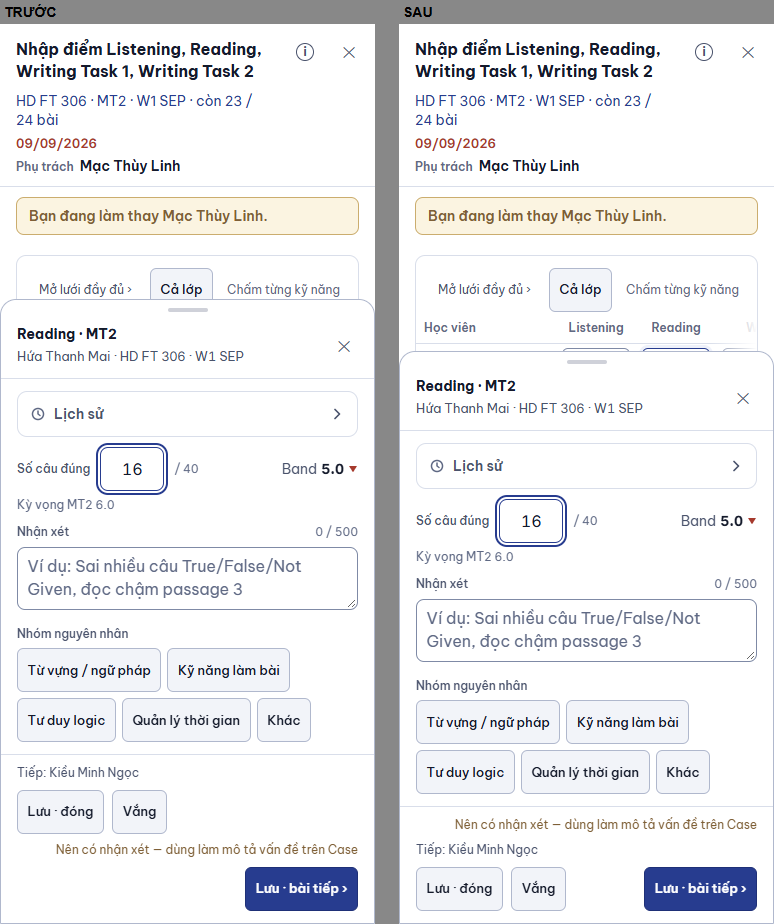 TRƯỚC
Nhập điểm Listening, Reading,
Writing Task 1, Writing Task 2
HD FT 306 · MT2 · W1 SEP · còn 23 /
24 bài
09/09/2026
Phụ trách Mạc Thùy Linh
Bạn đang làm thay Mạc Thùy Linh.
Mở lưới đầy đủ › Cả lớp Chấm từng kỹ năng
Reading · MT2
Hứa Thanh Mai · HD FT 306 · W1 SEP
Lịch sử
Số câu đúng 16 / 40 Band 5.0
Kỳ vọng MT2 6.0
Nhận xét 0 / 500
Ví dụ: Sai nhiều câu True/False/Not
Given, đọc chậm passage 3
Nhóm nguyên nhân
Từ vựng / ngữ pháp Kỹ năng làm bài
Tư duy logic Quản lý thời gian Khác
Tiếp: Kiều Minh Ngọc
Lưu · đóng Vắng
Nên có nhận xét — dùng làm mô tả vấn đề trên Case
Lưu · bài tiếp ›
SAU
Nhập điểm Listening, Reading,
Writing Task 1, Writing Task 2
HD FT 306 · MT2 · W1 SEP · còn 23 /
24 bài
09/09/2026
Phụ trách Mạc Thùy Linh
Bạn đang làm thay Mạc Thùy Linh.
Mở lưới đầy đủ › Cả lớp Chấm từng kỹ năng
Học viên Listening Reading
Reading · MT2
Hứa Thanh Mai · HD FT 306 · W1 SEP
Lịch sử
Số câu đúng 16 / 40 Band 5.0
Kỳ vọng MT2 6.0
Nhận xét 0 / 500
Ví dụ: Sai nhiều câu True/False/Not
Given, đọc chậm passage 3
Nhóm nguyên nhân
Từ vựng / ngữ pháp Kỹ năng làm bài
Tư duy logic Quản lý thời gian Khác
Nên có nhận xét — dùng làm mô tả vấn đề trên Case
Tiếp: Kiều Minh Ngọc
Lưu · đóng Vắng Lưu · bài tiếp ›